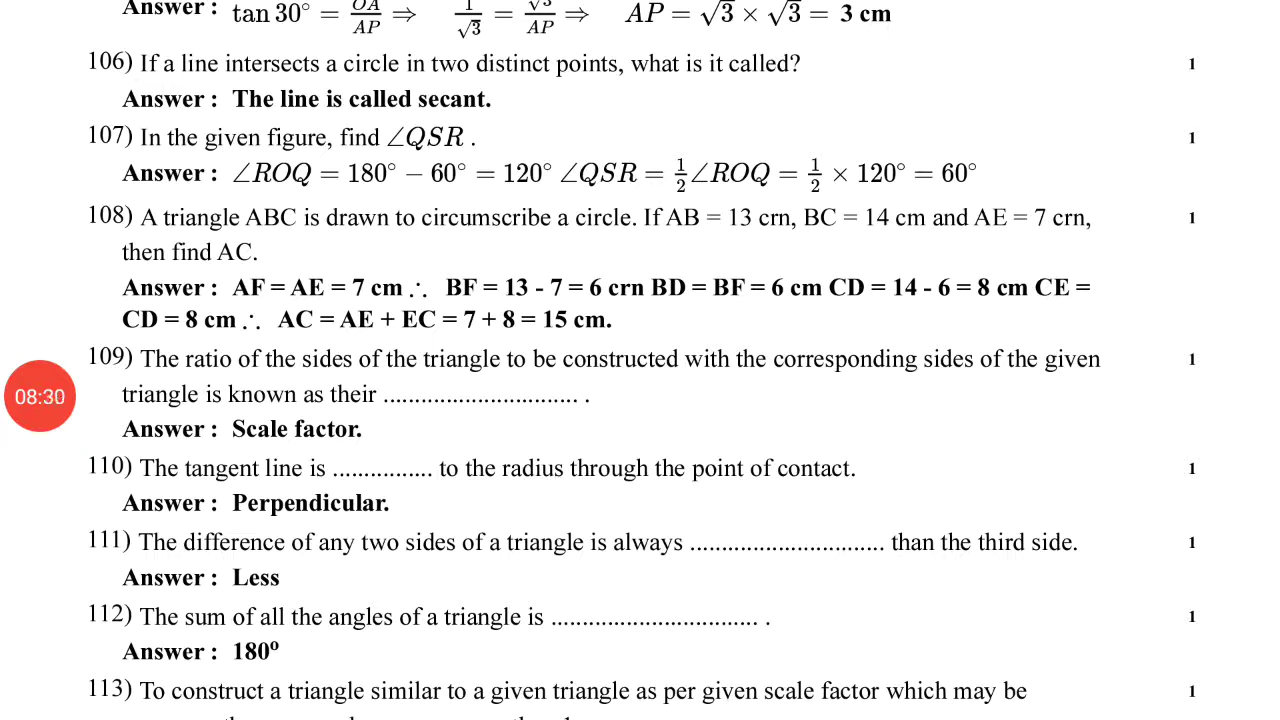 Answer : tan 30° = OA/AP ⇒ 1/√3 = √3/AP ⇒ AP = √3 × √3 = 3 cm
106) If a line intersects a circle in two distinct points, what is it called? 1
Answer : The line is called secant.
107) In the given figure, find ∠QSR . 1
Answer : ∠ROQ = 180° − 60° = 120° ∠QSR = 1/2∠ROQ = 1/2 × 120° = 60°
108) A triangle ABC is drawn to circumscribe a circle. If AB = 13 crn, BC = 14 cm and AE = 7 crn, 1
then find AC.
Answer : AF = AE = 7 cm ∴ BF = 13 - 7 = 6 crn BD = BF = 6 cm CD = 14 - 6 = 8 cm CE =
CD = 8 cm ∴ AC = AE + EC = 7 + 8 = 15 cm.
109) The ratio of the sides of the triangle to be constructed with the corresponding sides of the given 1
08:30
triangle is known as their ............................... .
Answer : Scale factor.
110) The tangent line is ................ to the radius through the point of contact. 1
Answer : Perpendicular.
111) The difference of any two sides of a triangle is always ............................... than the third side. 1
Answer : Less
112) The sum of all the angles of a triangle is ................................. . 1
Answer : 180º
113) To construct a triangle similar to a given triangle as per given scale factor which may be 1